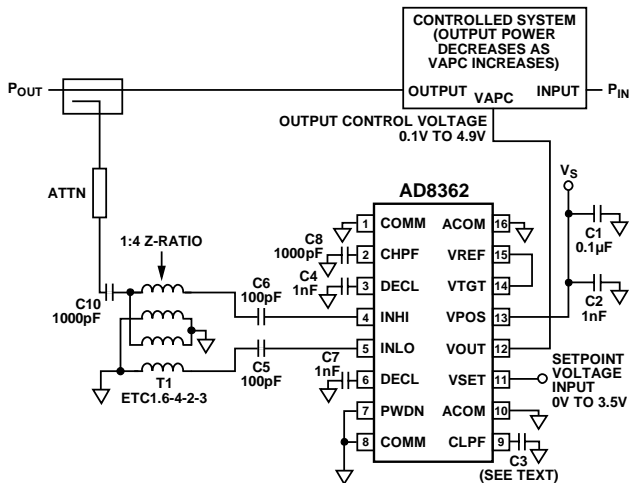 CONTROLLED SYSTEM
(OUTPUT POWER
DECREASES AS
VAPC INCREASES)
POUT
OUTPUT
INPUT
PIN
VAPC
OUTPUT CONTROL VOLTAGE
0.1V TO 4.9V
VS
ATTN
AD8362
C1
0.1µF
1 COMM
ACOM 16
C8
1000pF
2 CHPF
VREF 15
1:4 Z-RATIO
C4
1nF
3 DECL
VTGT 14
C2
1nF
C10
1000pF
C6
100pF
4 INHI
VPOS 13
5 INLO
VOUT 12
C5
100pF
C7
1nF
6 DECL
VSET 11
SETPOINT
VOLTAGE
INPUT
0V TO 3.5V
T1
ETC1.6-4-2-3
7 PWDN
ACOM 10
8 COMM
CLPF 9
C3
(SEE TEXT)